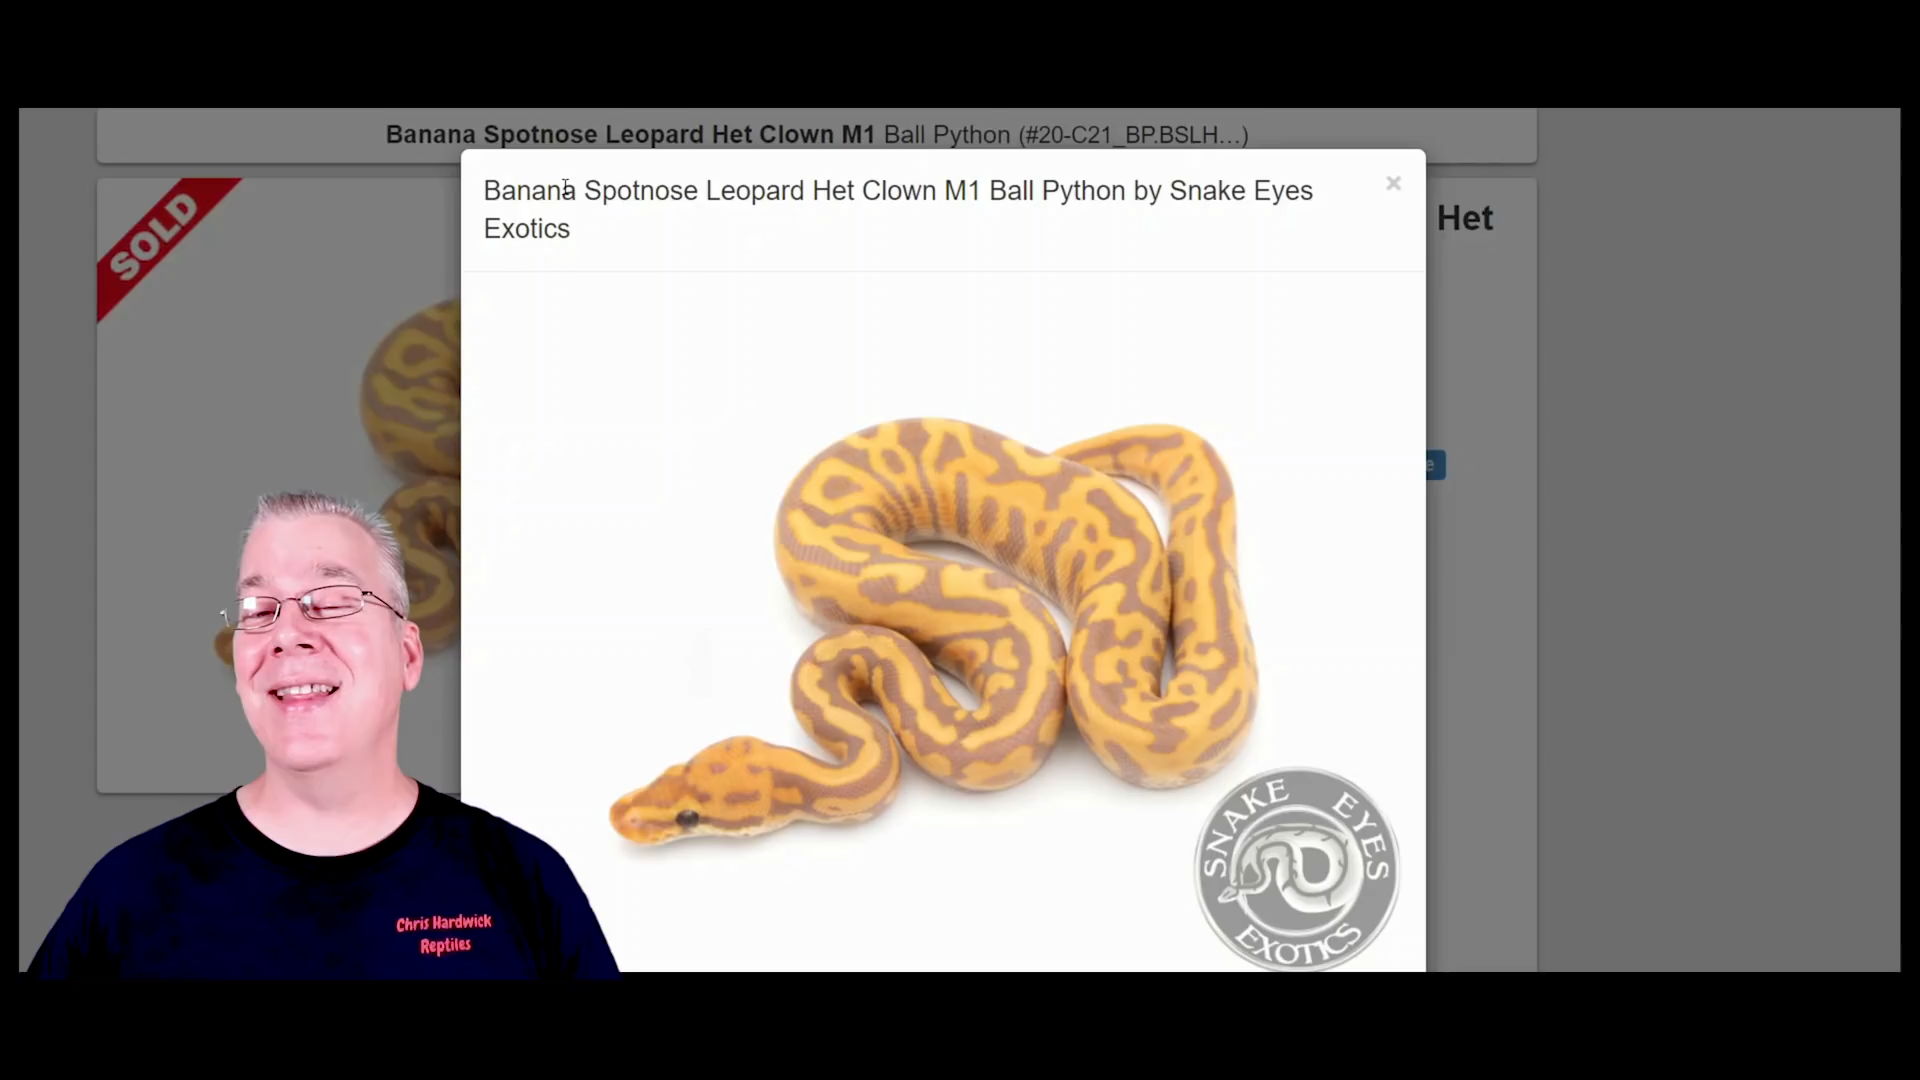 Banana Spotnose Leopard Het Clown M1 Ball Python (#20-C21_BP.BSLH...)
SOLD
Banana Spotnose Leopard Het Clown M1 Ball Python by Snake Eyes
Exotics
×
Het
e
SNAKE EYES
EXOTICS
Chris Hardwick
Reptiles